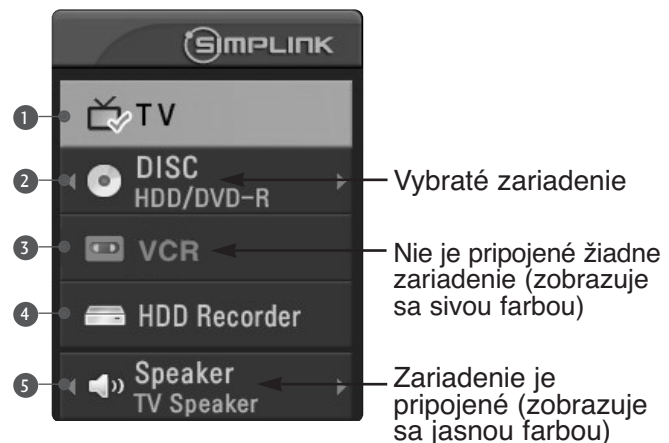 SIMPLINK
1 TV
2 DISC
HDD/DVD-R
Vybraté zariadenie
3 VCR
Nie je pripojené žiadne
zariadenie (zobrazuje
sa sivou farbou)
4 HDD Recorder
5 Speaker
TV Speaker
Zariadenie je
pripojené (zobrazuje
sa jasnou farbou)